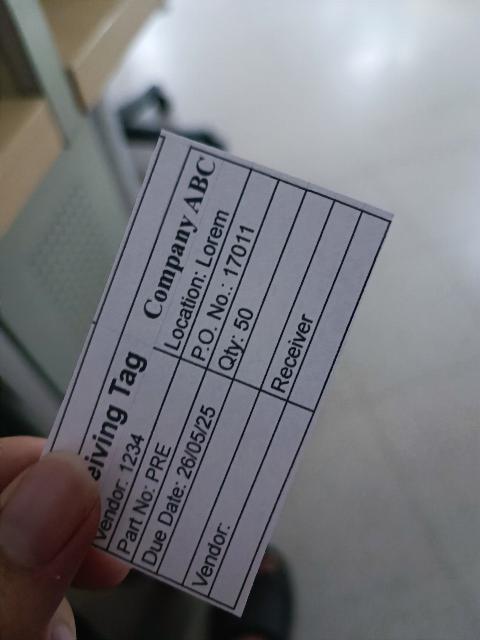 eiving Tag Company ABC
Vendor: 1234 Location: Lorem
Part No: PRE P.O. No.: 17011
Due Date: 26/05/25 Qty: 50
Vendor: Receiver